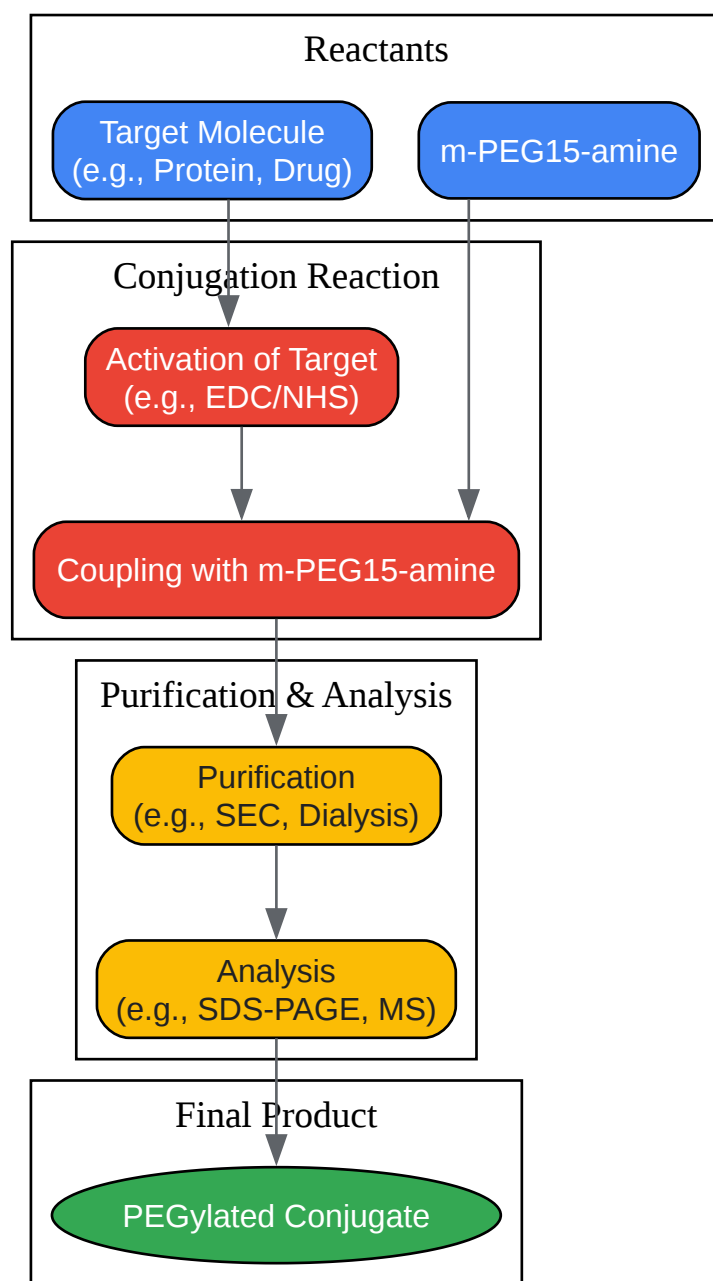 Reactants
Target Molecule
(e.g., Protein, Drug)
m-PEG15-amine
Conjugation Reaction
Activation of Target
(e.g., EDC/NHS)
Coupling with m-PEG15-amine
Purification & Analysis
Purification
(e.g., SEC, Dialysis)
Analysis
(e.g., SDS-PAGE, MS)
Final Product
PEGylated Conjugate